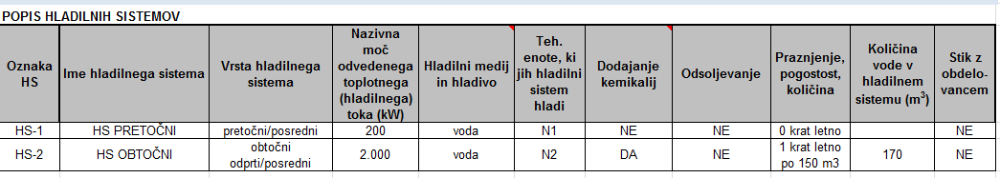 POPIS HLADILNIH SISTEMOV
Oznaka HS | Ime hladilnega sistema | Vrsta hladilnega sistema | Nazivna moč odvedenega toplotnega (hladilnega) toka (kW) | Hladilni medij in hladivo | Teh. enote, ki jih hladilni sistem hladi | Dodajanje kemikalij | Odsoljevanje | Praznjenje, pogostost, količina | Količina vode v hladilnem sistemu (m³) | Stik z obdelo-vancem
HS-1 | HS PRETOČNI | pretočni/posredni | 200 | voda | N1 | NE | NE | 0 krat letno | | NE
HS-2 | HS OBTOČNI | obtočni odprti/posredni | 2.000 | voda | N2 | DA | NE | 1 krat letno po 150 m3 | 170 | NE